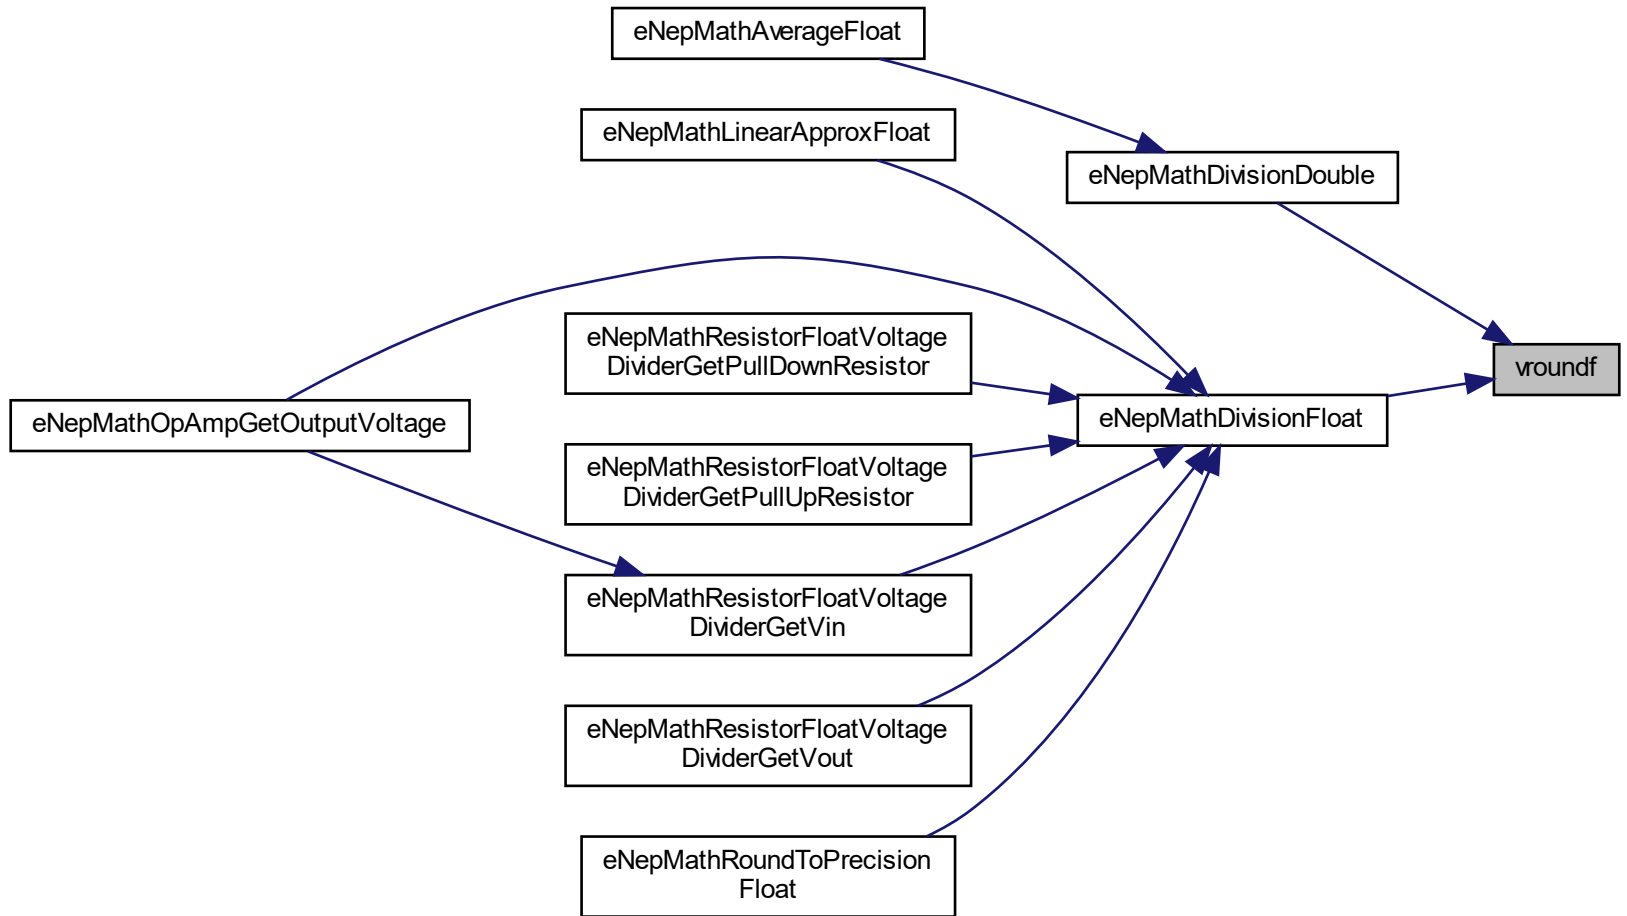 eNepMathAverageFloat
eNepMathLinearApproxFloat
eNepMathDivisionDouble
eNepMathResistorFloatVoltage
DividerGetPullDownResistor
vroundf
eNepMathOpAmpGetOutputVoltage
eNepMathDivisionFloat
eNepMathResistorFloatVoltage
DividerGetPullUpResistor
eNepMathResistorFloatVoltage
DividerGetVin
eNepMathResistorFloatVoltage
DividerGetVout
eNepMathRoundToPrecision
Float